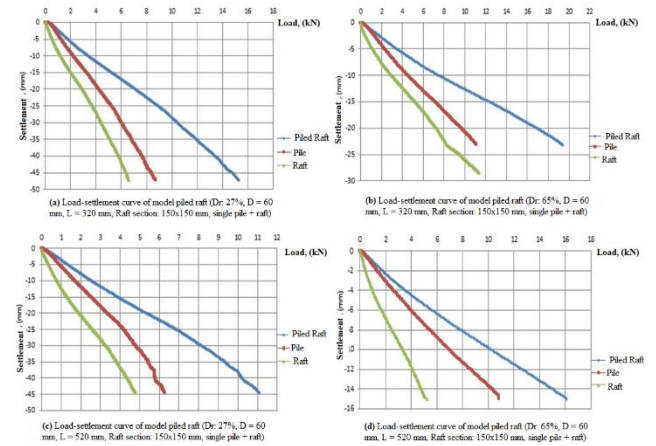 Load, (kN)
0 2 4 6 8 10 12 14 16 18
0
-5
-10
-15
-20
-25
-30
-35
-40
-45
-50
Settlement , (mm)
Piled Raft
Pile
Raft
(a) Load-settlement curve of model piled raft (Dr: 27%, D = 60
mm, L = 320 mm, Raft section: 150x150 mm, single pile + raft)
Load, (kN)
0 2 4 6 8 10 12 14 16 18 20 22
0
-5
-10
-15
-20
-25
-30
Settlement , (mm)
Piled Raft
Pile
Raft
(b) Load-settlement curve of model piled raft (Dr: 65%, D = 60
mm, L = 320 mm, Raft section: 150x150 mm, single pile + raft)
Load, (kN)
0 1 2 3 4 5 6 7 8 9 10 11 12
0
-5
-10
-15
-20
-25
-30
-35
-40
-45
-50
Settlement , (mm)
Piled Raft
Pile
Raft
(c) Load-settlement curve of model piled raft (Dr: 27%, D = 60
mm, L = 520 mm, Raft section: 150x150 mm, single pile + raft)
Load, (kN)
0 2 4 6 8 10 12 14 16 18
0
-2
-4
-6
-8
-10
-12
-14
-16
Settlement , (mm)
Piled Raft
Pile
Raft
(d) Load-settlement curve of model piled raft (Dr: 65%, D = 60
mm, L = 520 mm, Raft section: 150x150 mm, single pile + raft)